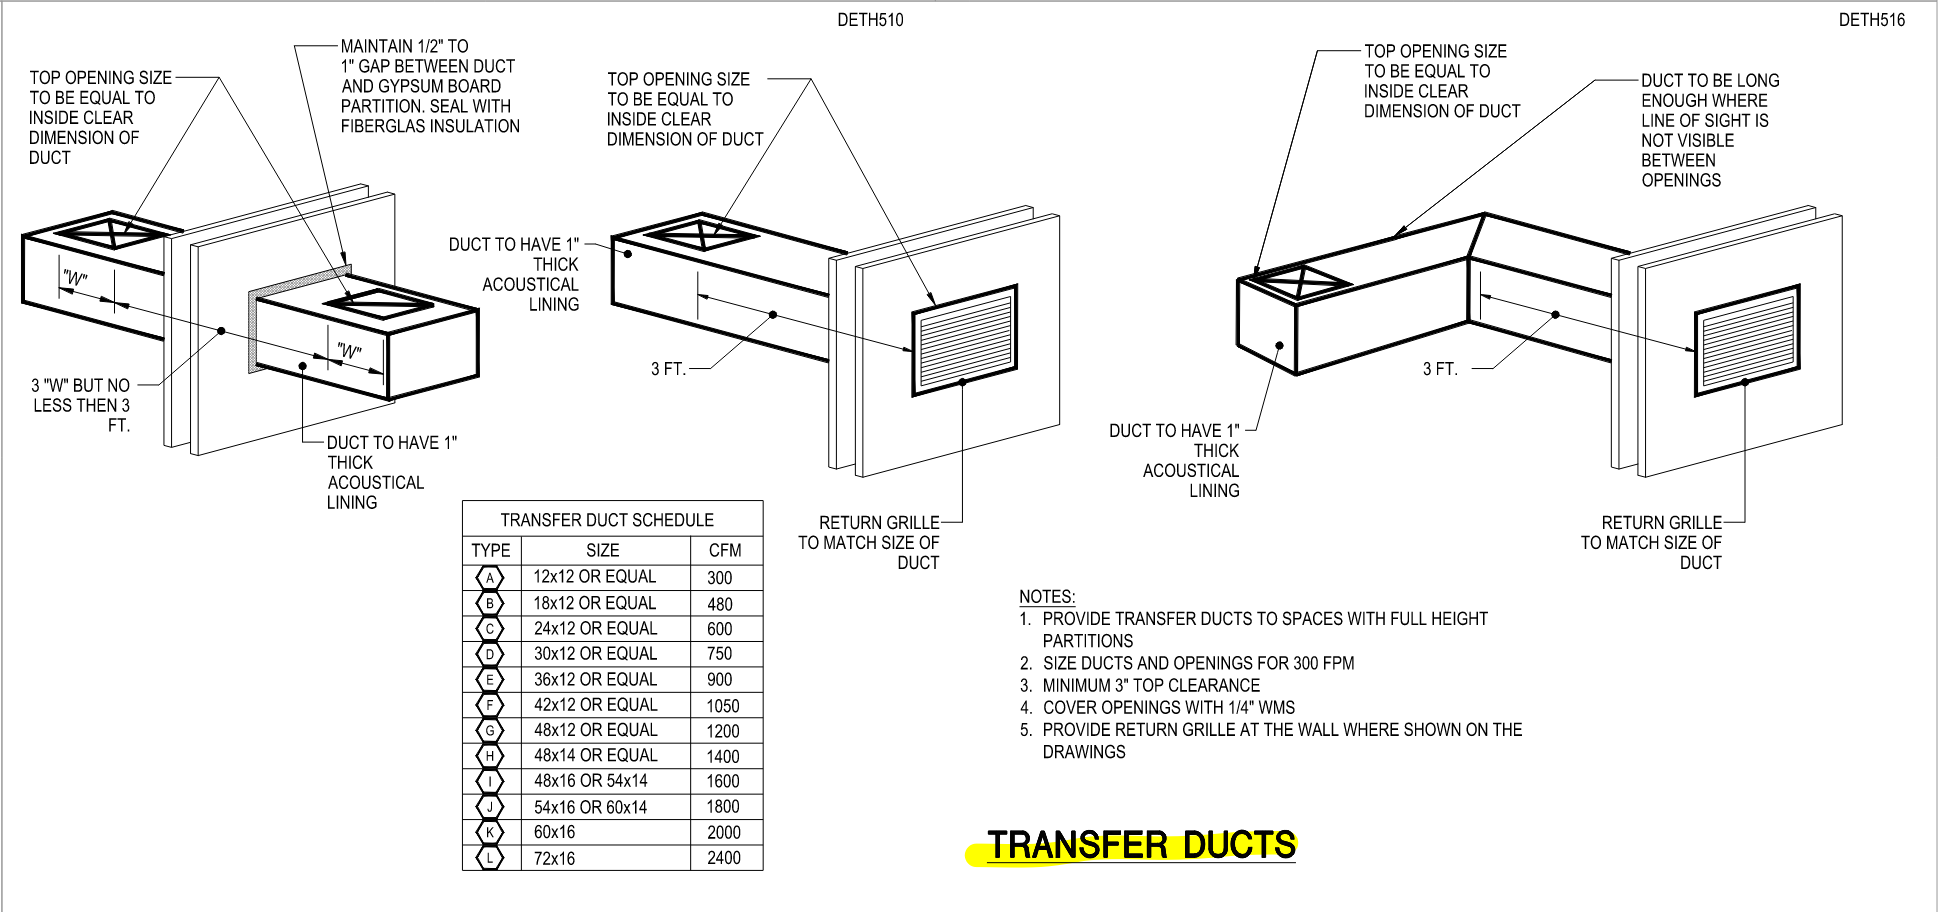 DETH510
DETH516
TOP OPENING SIZE
TO BE EQUAL TO
INSIDE CLEAR
DIMENSION OF
DUCT
MAINTAIN 1/2" TO
1" GAP BETWEEN DUCT
AND GYPSUM BOARD
PARTITION. SEAL WITH
FIBERGLAS INSULATION
"W"
"W"
3 "W" BUT NO
LESS THEN 3
FT.
DUCT TO HAVE 1"
THICK
ACOUSTICAL
LINING
TOP OPENING SIZE
TO BE EQUAL TO
INSIDE CLEAR
DIMENSION OF DUCT
DUCT TO HAVE 1"
THICK
ACOUSTICAL
LINING
3 FT.
RETURN GRILLE
TO MATCH SIZE OF
DUCT
TOP OPENING SIZE
TO BE EQUAL TO
INSIDE CLEAR
DIMENSION OF DUCT
DUCT TO BE LONG
ENOUGH WHERE
LINE OF SIGHT IS
NOT VISIBLE
BETWEEN
OPENINGS
3 FT.
DUCT TO HAVE 1"
THICK
ACOUSTICAL
LINING
RETURN GRILLE
TO MATCH SIZE OF
DUCT
TRANSFER DUCT SCHEDULE
TYPE SIZE CFM
A 12x12 OR EQUAL 300
B 18x12 OR EQUAL 480
C 24x12 OR EQUAL 600
D 30x12 OR EQUAL 750
E 36x12 OR EQUAL 900
F 42x12 OR EQUAL 1050
G 48x12 OR EQUAL 1200
H 48x14 OR EQUAL 1400
I 48x16 OR 54x14 1600
J 54x16 OR 60x14 1800
K 60x16 2000
L 72x16 2400
NOTES:
1. PROVIDE TRANSFER DUCTS TO SPACES WITH FULL HEIGHT
PARTITIONS
2. SIZE DUCTS AND OPENINGS FOR 300 FPM
3. MINIMUM 3" TOP CLEARANCE
4. COVER OPENINGS WITH 1/4" WMS
5. PROVIDE RETURN GRILLE AT THE WALL WHERE SHOWN ON THE
DRAWINGS
TRANSFER DUCTS